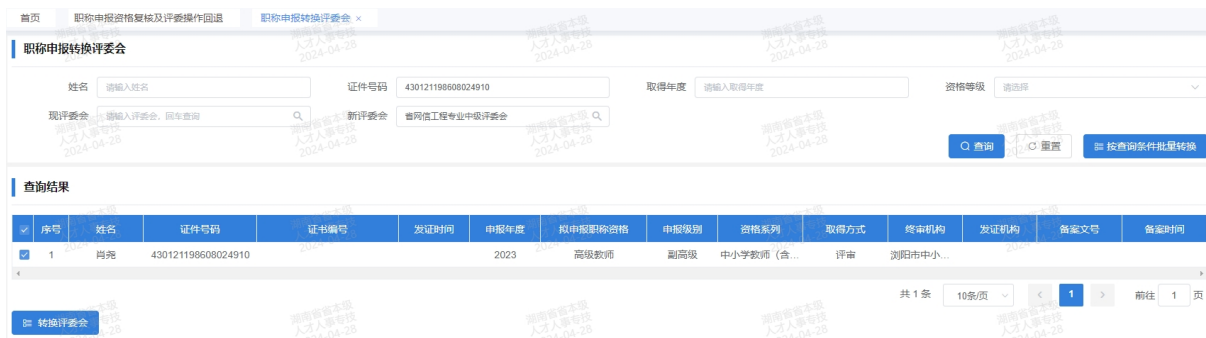 首页 职称申报资格复核及评委操作回退 职称申报转换评委会 ×
职称申报转换评委会
姓名 请输入姓名 证件号码 430121198608024910 取得年度 请输入取得年度 资格等级 请选择
现评委会 请输入评委会，回车查询 新评委会 省网信工程专业中级评委会
查询 重置 按查询条件批量转换
查询结果
序号 姓名 证件号码 证书编号 发证时间 申报年度 拟申报职称资格 申报级别 资格系列 取得方式 终审机构 发证机构 备案文号 备案时间
1 肖尧 430121198608024910 2023 高级教师 副高级 中小学教师（含... 评审 浏阳市中小...
共 1 条 10条/页 < 1 > 前往 1 页
转换评委会
湖南省省本级
人才人事专技
2024-04-28